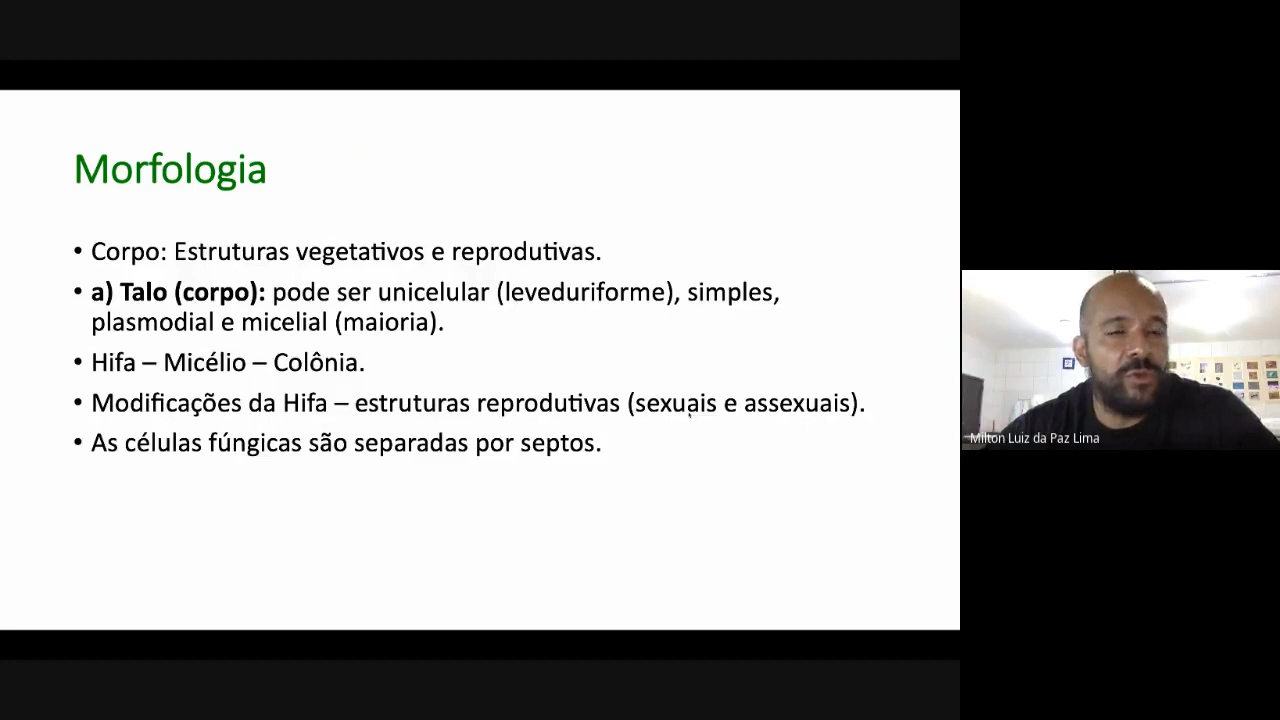 Morfologia
• Corpo: Estruturas vegetativos e reprodutivas.
• a) Talo (corpo): pode ser unicelular (leveduriforme), simples,
plasmodial e micelial (maioria).
• Hifa – Micélio – Colônia.
• Modificações da Hifa – estruturas reprodutivas (sexuais e assexuais).
• As células fúngicas são separadas por septos.
Milton Luiz da Paz Lima